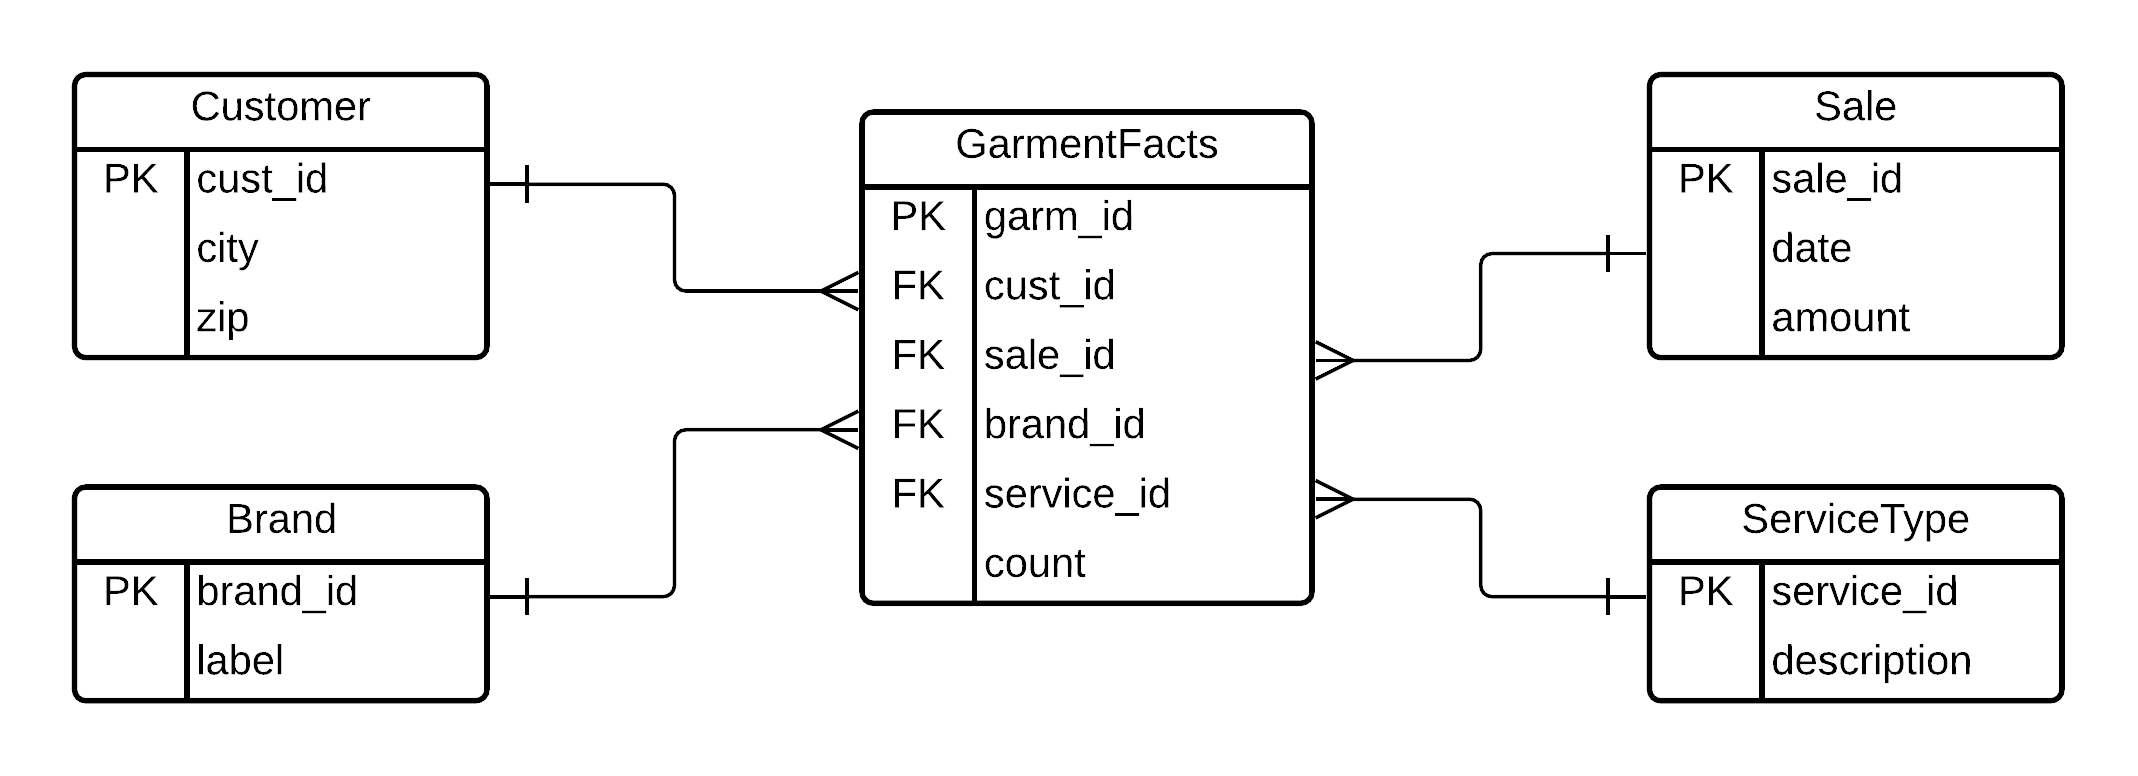 Customer
PK cust_id
city
zip
Brand
PK brand_id
label
GarmentFacts
PK garm_id
FK cust_id
FK sale_id
FK brand_id
FK service_id
count
Sale
PK sale_id
date
amount
ServiceType
PK service_id
description